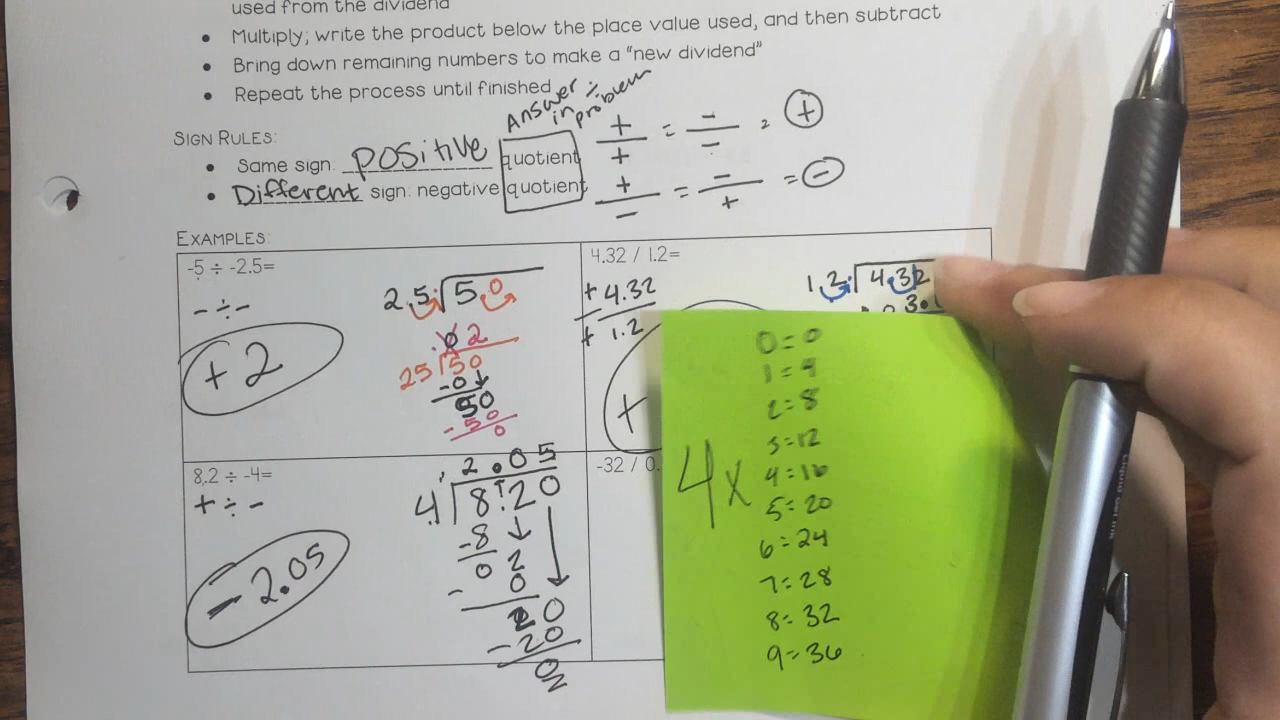 used from the dividend
• Multiply; write the product below the place value used, and then subtract
• Bring down remaining numbers to make a "new dividend"
• Repeat the process until finished
Answer in ÷ problem
SIGN RULES:
• Same sign: positive quotient
+/+ = -/- = +
• Different sign: negative quotient
+/- = -/+ = -
EXAMPLES:
-5 ÷ -2.5=
- ÷ -
+2
2.5 5 0
0 2
25 50
-0
50
-50
0
4.32 / 1.2=
+ 4.32
+ 1.2
+
1.2 4.32
3.
8.2 ÷ -4=
+ ÷ -
-2.05
2.05
4 8.20
-8
0 2
- 0
20
-20
0
-32 / 0.
4x
0=0
1=4
2=8
3=12
4=16
5=20
6=24
7=28
8=32
9=36